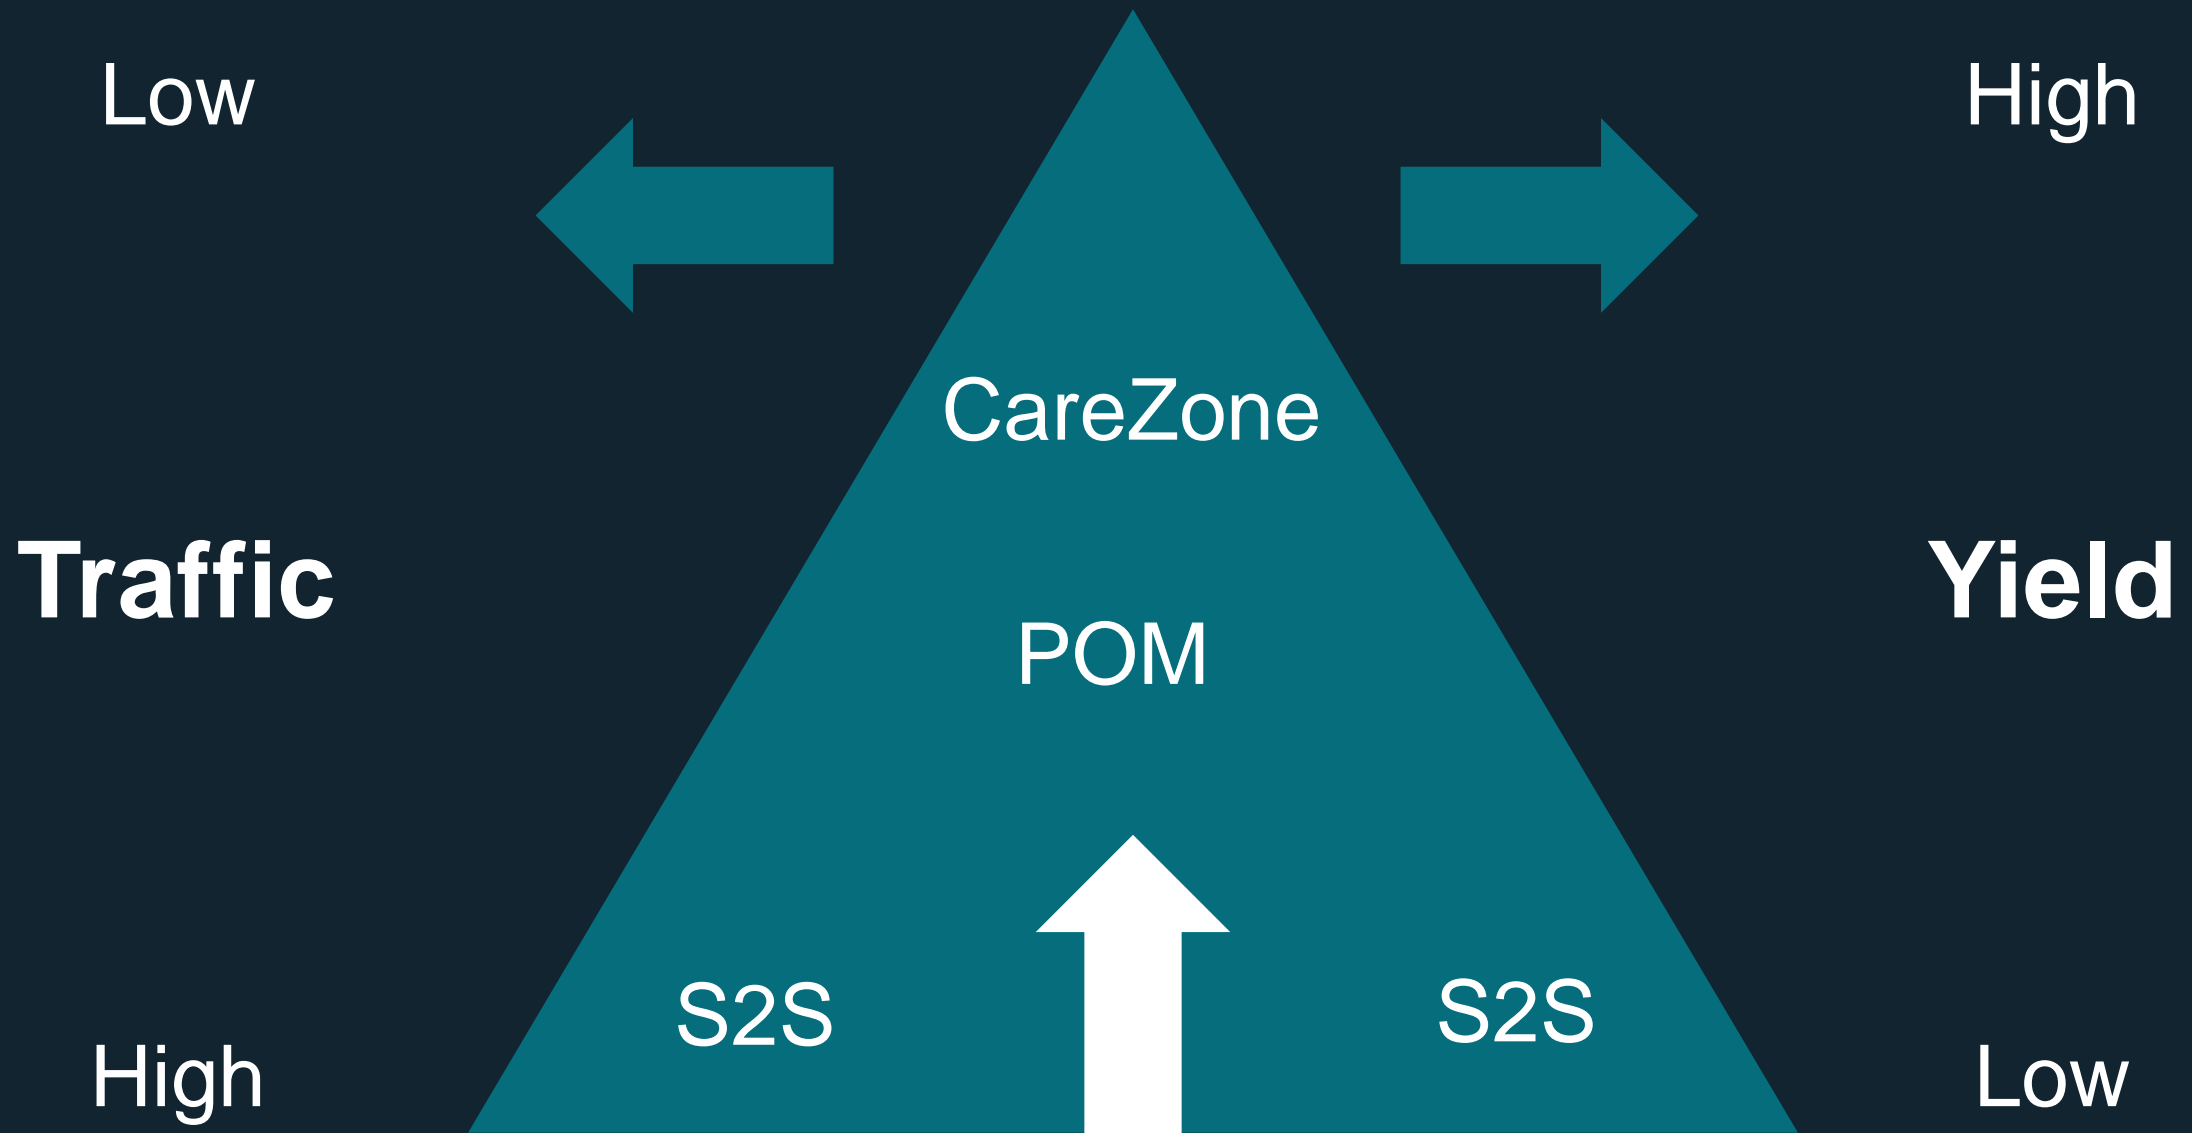 Low
High
CareZone
Traffic
Yield
POM
S2S
S2S
High
Low